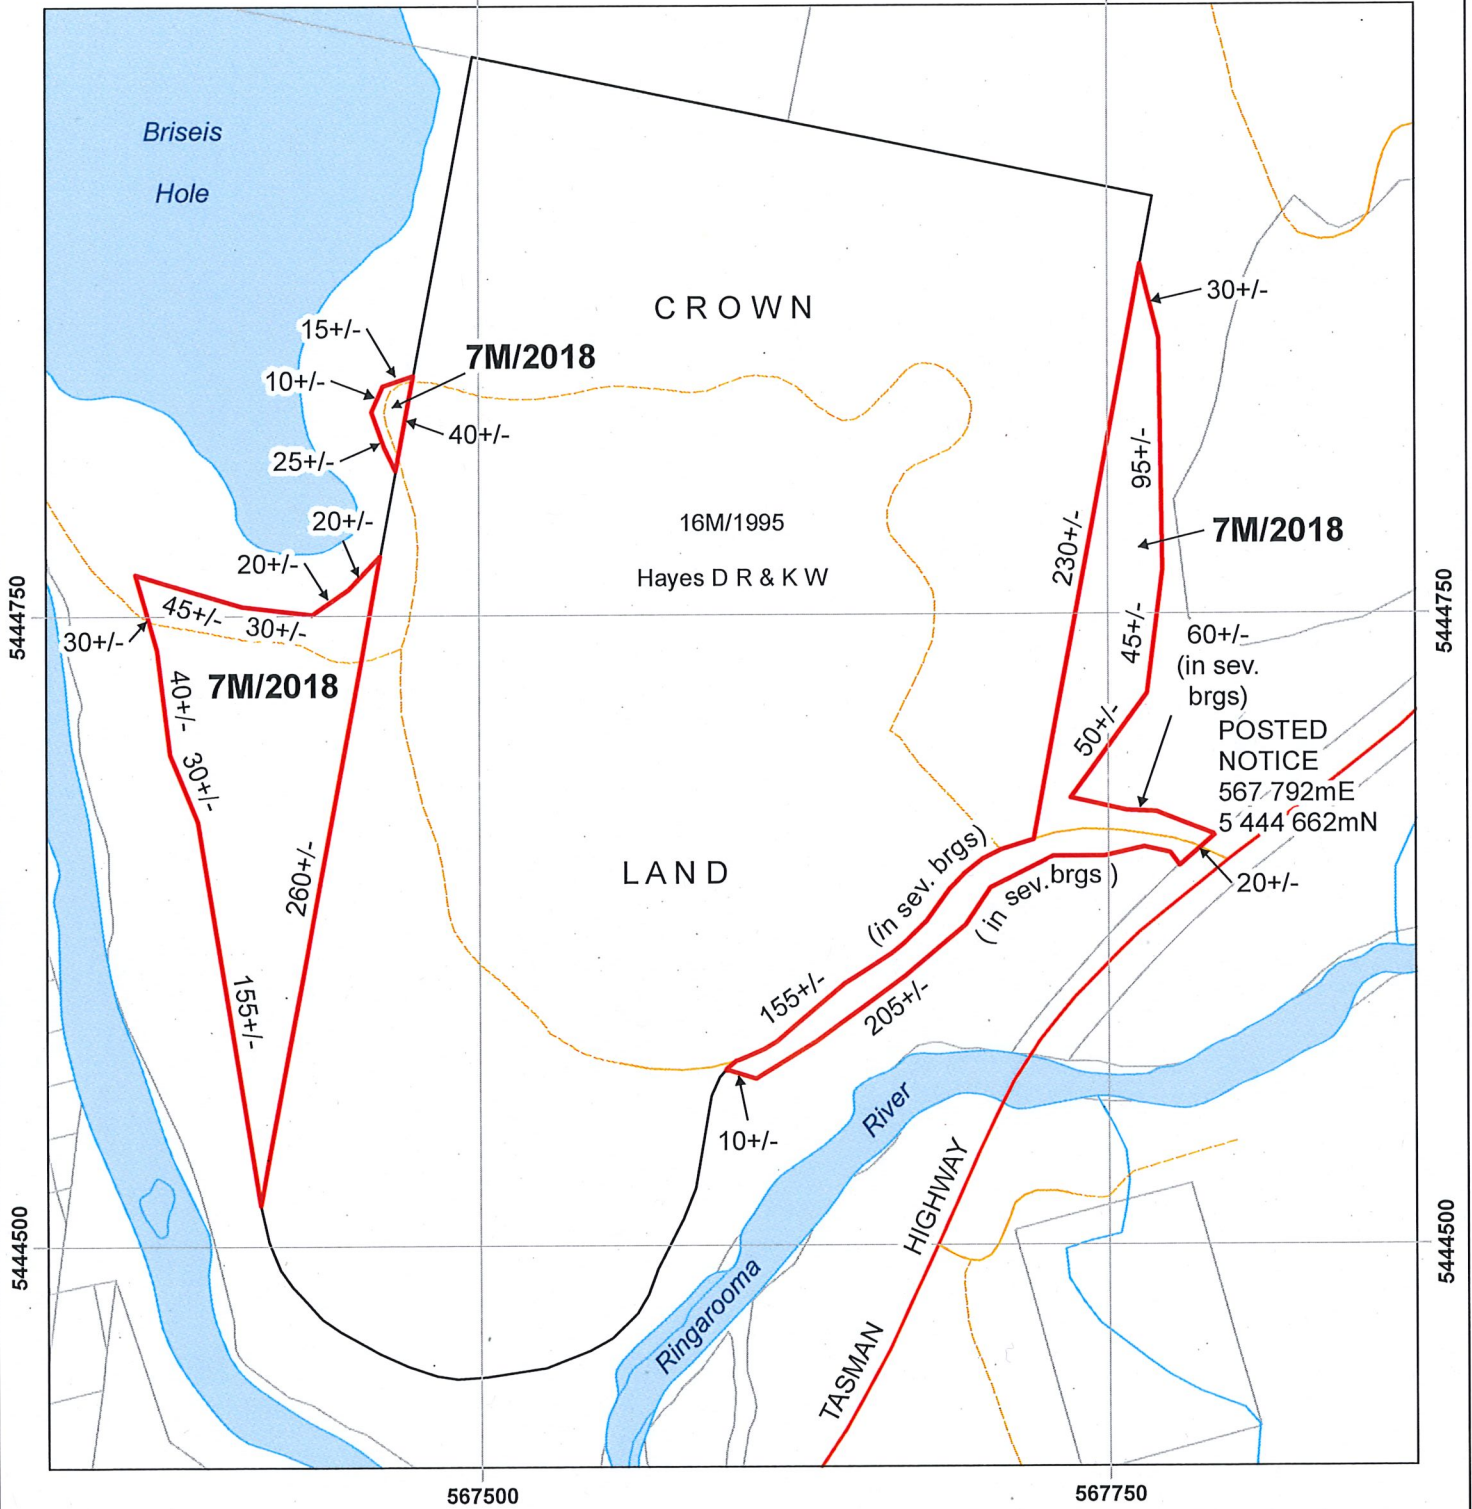 Briseis
Hole
CROWN
30+/-
15+/-
7M/2018
10+/-
40+/-
25+/-
95+/-
20+/-
16M/1995
7M/2018
230+/-
20+/-
Hayes D R & K W
5444750
5444750
45+/-
30+/-
30+/-
45+/-
60+/-
(in sev.
brgs)
7M/2018
40+/-
50+/-
POSTED
NOTICE
567 792mE
5 444 662mN
30+/-
260+/-
LAND
(in sev. brgs)
( in sev. brgs )
20+/-
155+/-
155+/-
205+/-
10+/-
River
HIGHWAY
5444500
5444500
Ringarooma
TASMAN
567500
567750